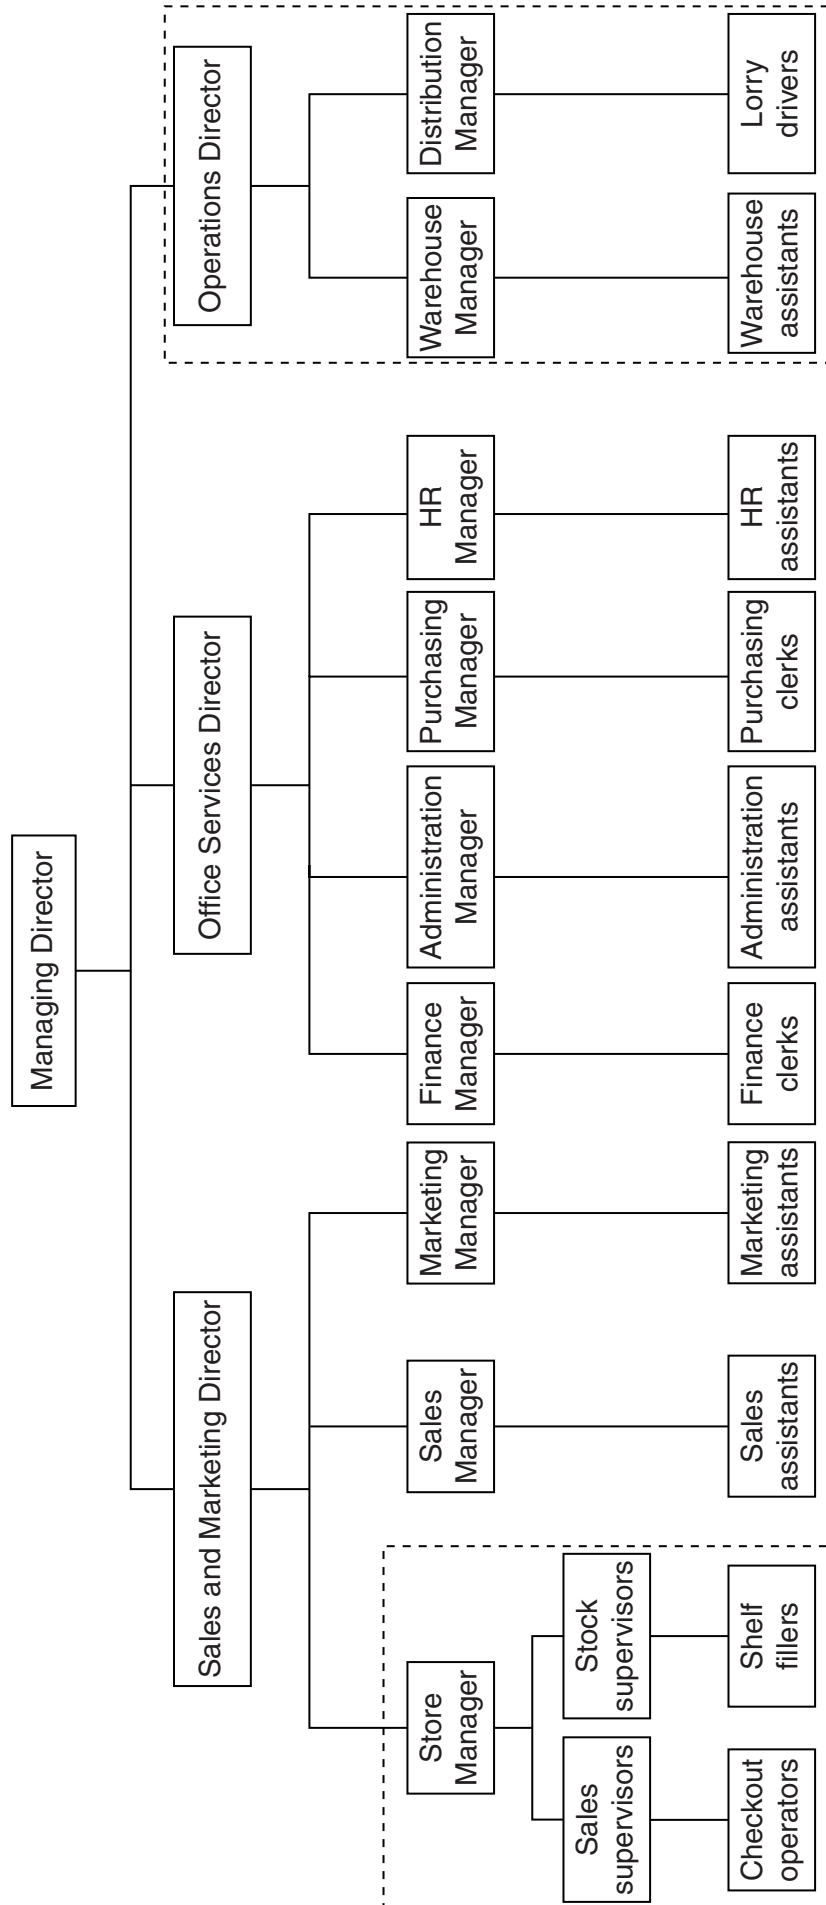 Managing Director
Sales and Marketing Director
Office Services Director
Operations Director
Store
Manager
Sales
Manager
Marketing
Manager
Finance
Manager
Administration
Manager
Purchasing
Manager
HR
Manager
Warehouse
Manager
Distribution
Manager
Sales
supervisors
Stock
supervisors
Checkout
operators
Shelf
fillers
Sales
assistants
Marketing
assistants
Finance
clerks
Administration
assistants
Purchasing
clerks
HR
assistants
Warehouse
assistants
Lorry
drivers